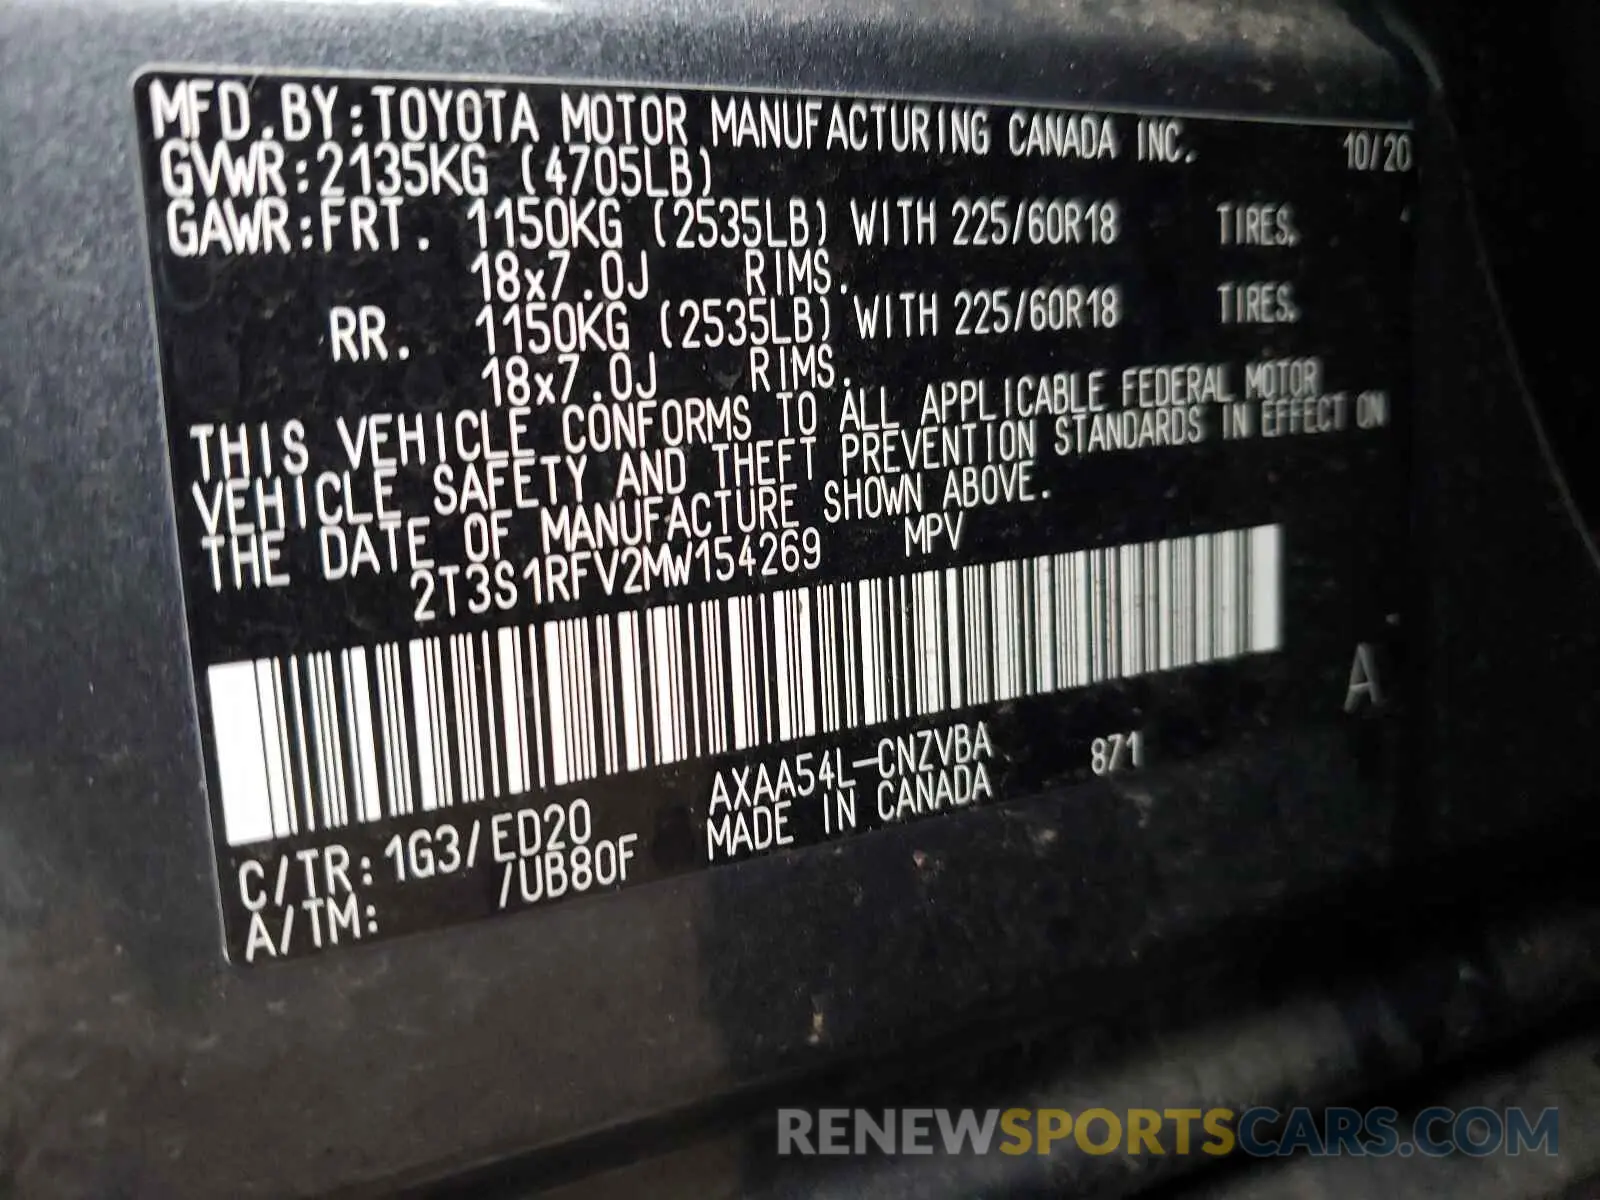 MFD.BY:TOYOTA MOTOR MANUFACTURING CANADA INC. 10/20
GVWR:2135KG (4705LB)
GAWR:FRT. 1150KG (2535LB) WITH 225/60R18 TIRES,
18x7.0J RIMS.
RR. 1150KG (2535LB) WITH 225/60R18 TIRES,
18x7.0J RIMS.
THIS VEHICLE CONFORMS TO ALL APPLICABLE FEDERAL MOTOR
VEHICLE SAFETY AND THEFT PREVENTION STANDARDS IN EFFECT ON
THE DATE OF MANUFACTURE SHOWN ABOVE.
2T3S1RFV2MW154269 MPV
A
AXAA54L-CNZVBA 871
MADE IN CANADA
C/TR:1G3/ED20
A/TM: /UB80F
RENEWSPORTSCARS.COM